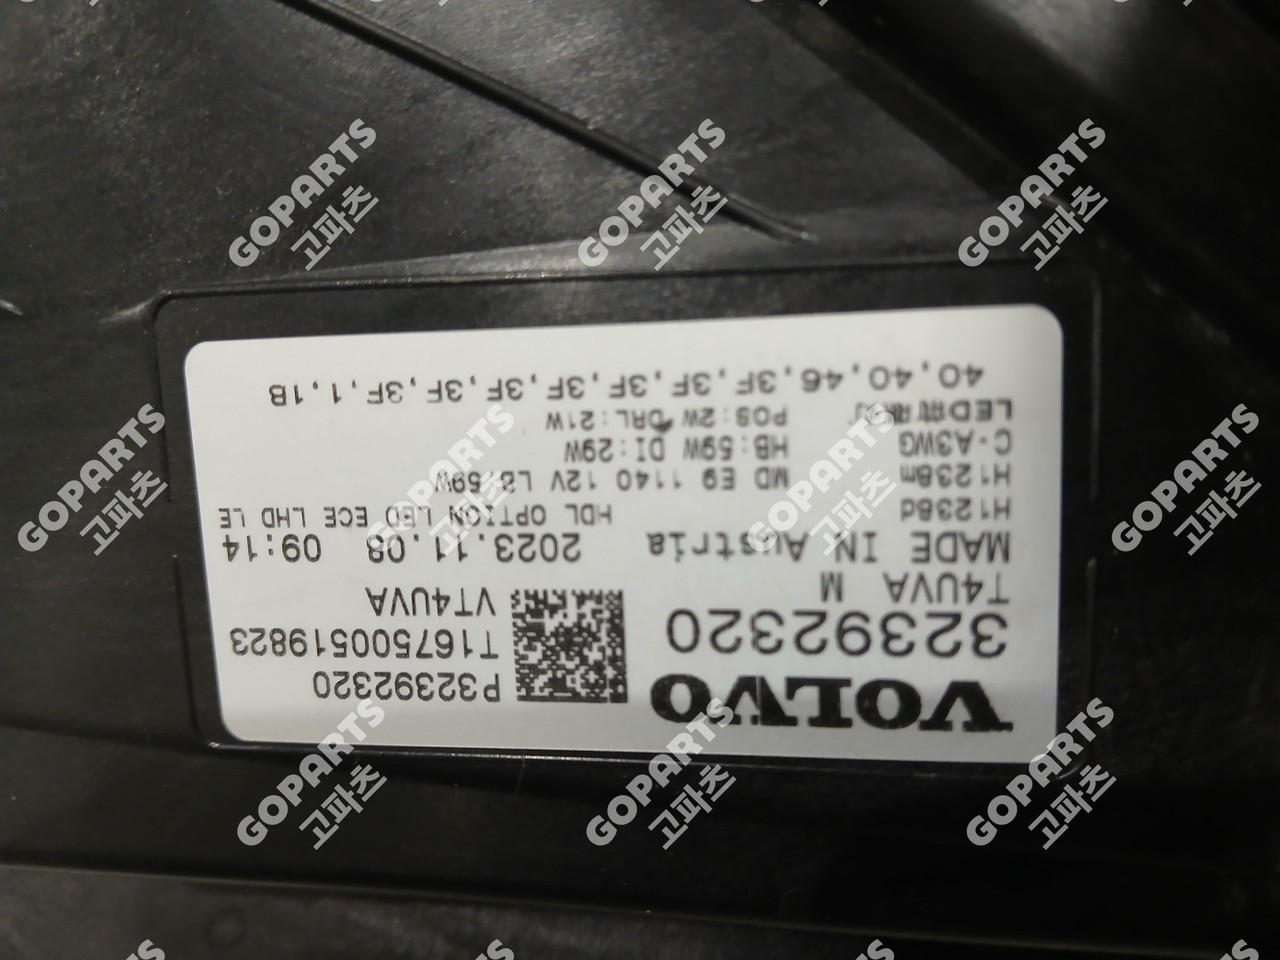 VOLVO
32392320
T4UVA M
MADE IN Austria
H1238d
H1238m
C-A3WG
P32392320
T167500519823
VT4UVA
2023.11.08 09:14
HDL OPTION LED ECE LHD LE
MD E9 1140 12V LB:59W
HB:59W DI:29W
POS:2W DRL:21W
40,40,46,3F,3F,3F,3F,3F,3F,3F,1,1B
GOPARTS
고파츠